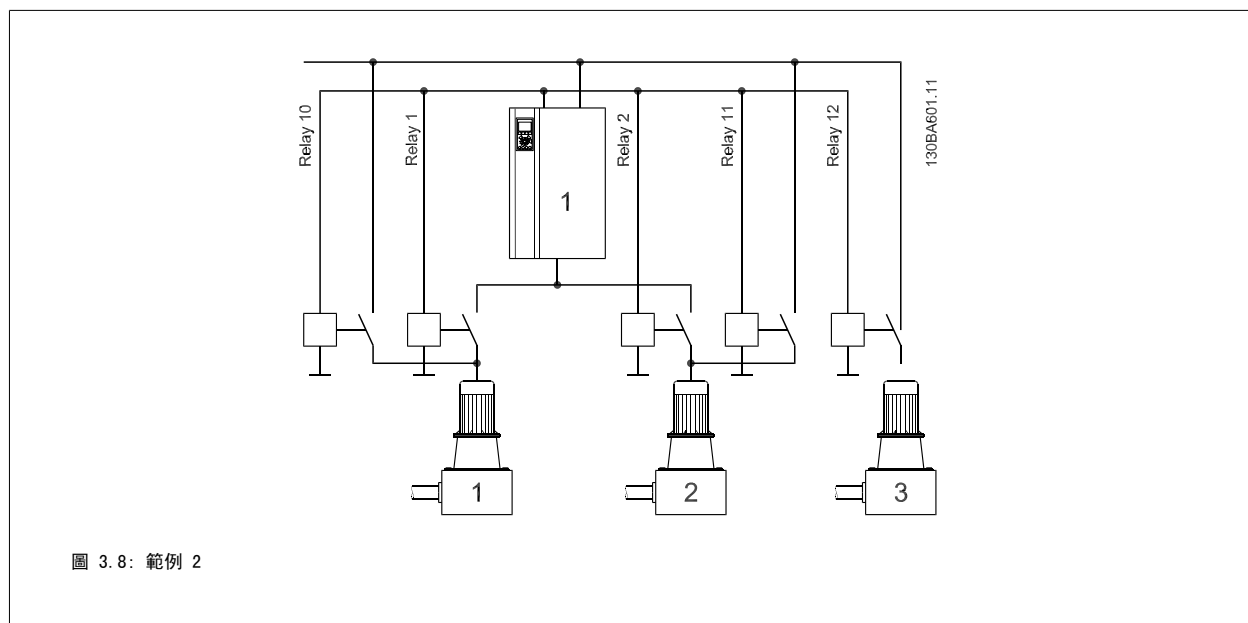 Relay 10
Relay 1
Relay 2
Relay 11
Relay 12
130BA601.11
1
1
2
3
圖 3.8: 範例 2